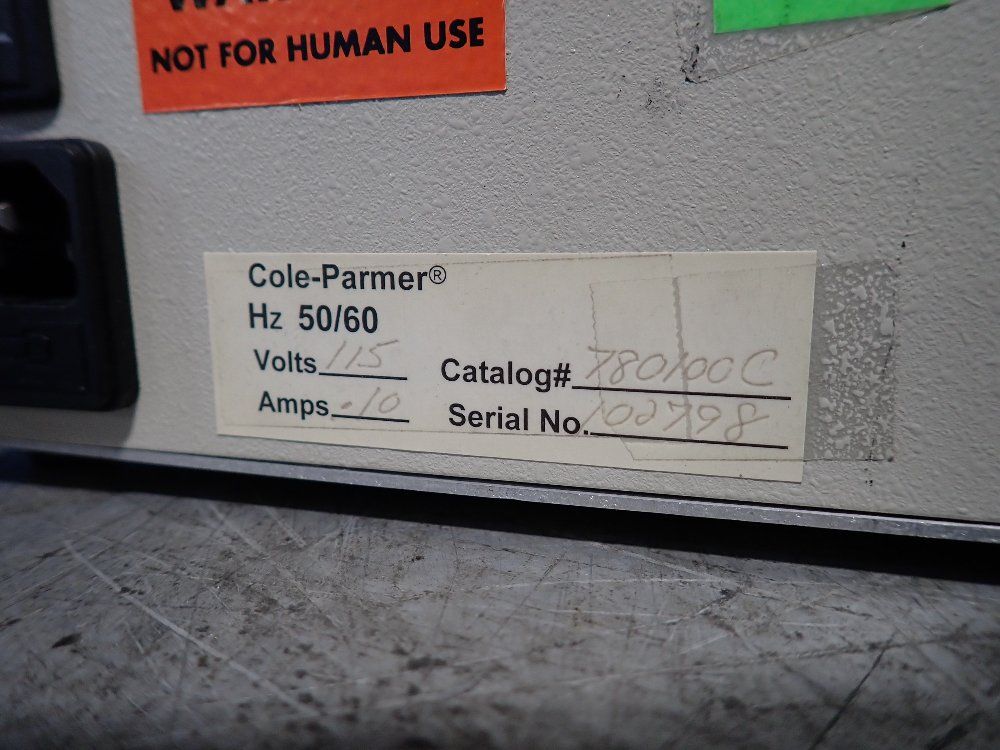 NOT FOR HUMAN USE
Cole-Parmer®
Hz 50/60
Volts 115 Catalog# 780100C
Amps .10 Serial No. 102798